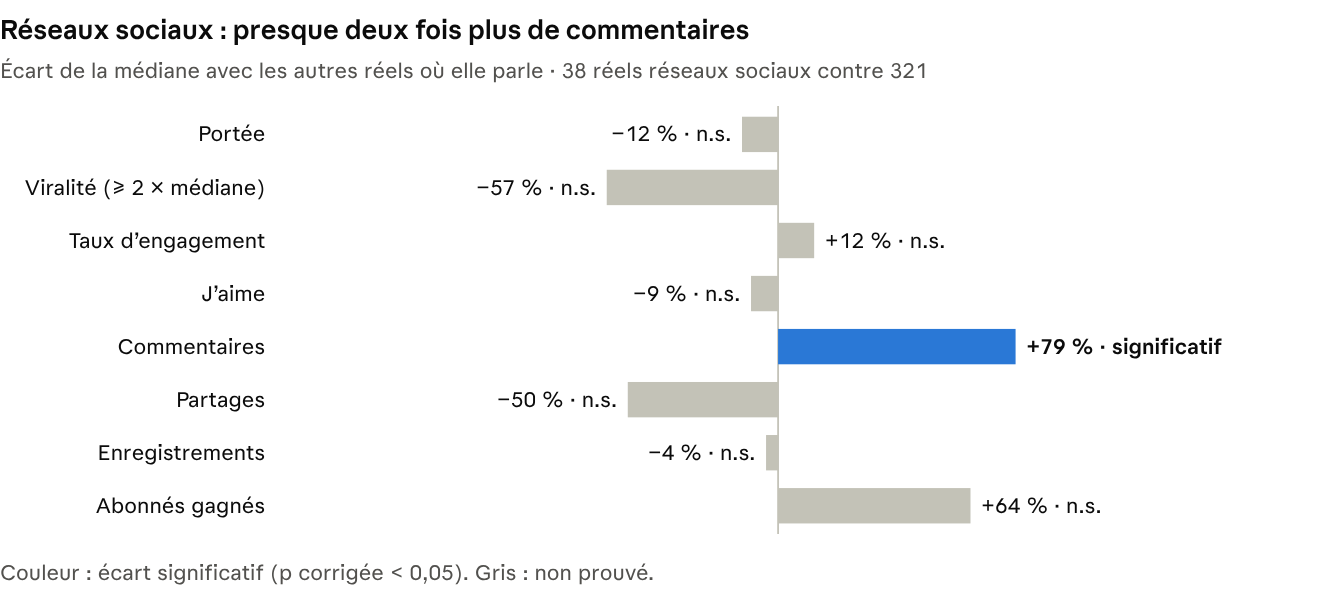 Réseaux sociaux : presque deux fois plus de commentaires
Écart de la médiane avec les autres réels où elle parle · 38 réels réseaux sociaux contre 321
Portée −12 % · n.s.
Viralité (≥ 2 × médiane) −57 % · n.s.
Taux d’engagement +12 % · n.s.
J’aime −9 % · n.s.
Commentaires +79 % · significatif
Partages −50 % · n.s.
Enregistrements −4 % · n.s.
Abonnés gagnés +64 % · n.s.
Couleur : écart significatif (p corrigée < 0,05). Gris : non prouvé.